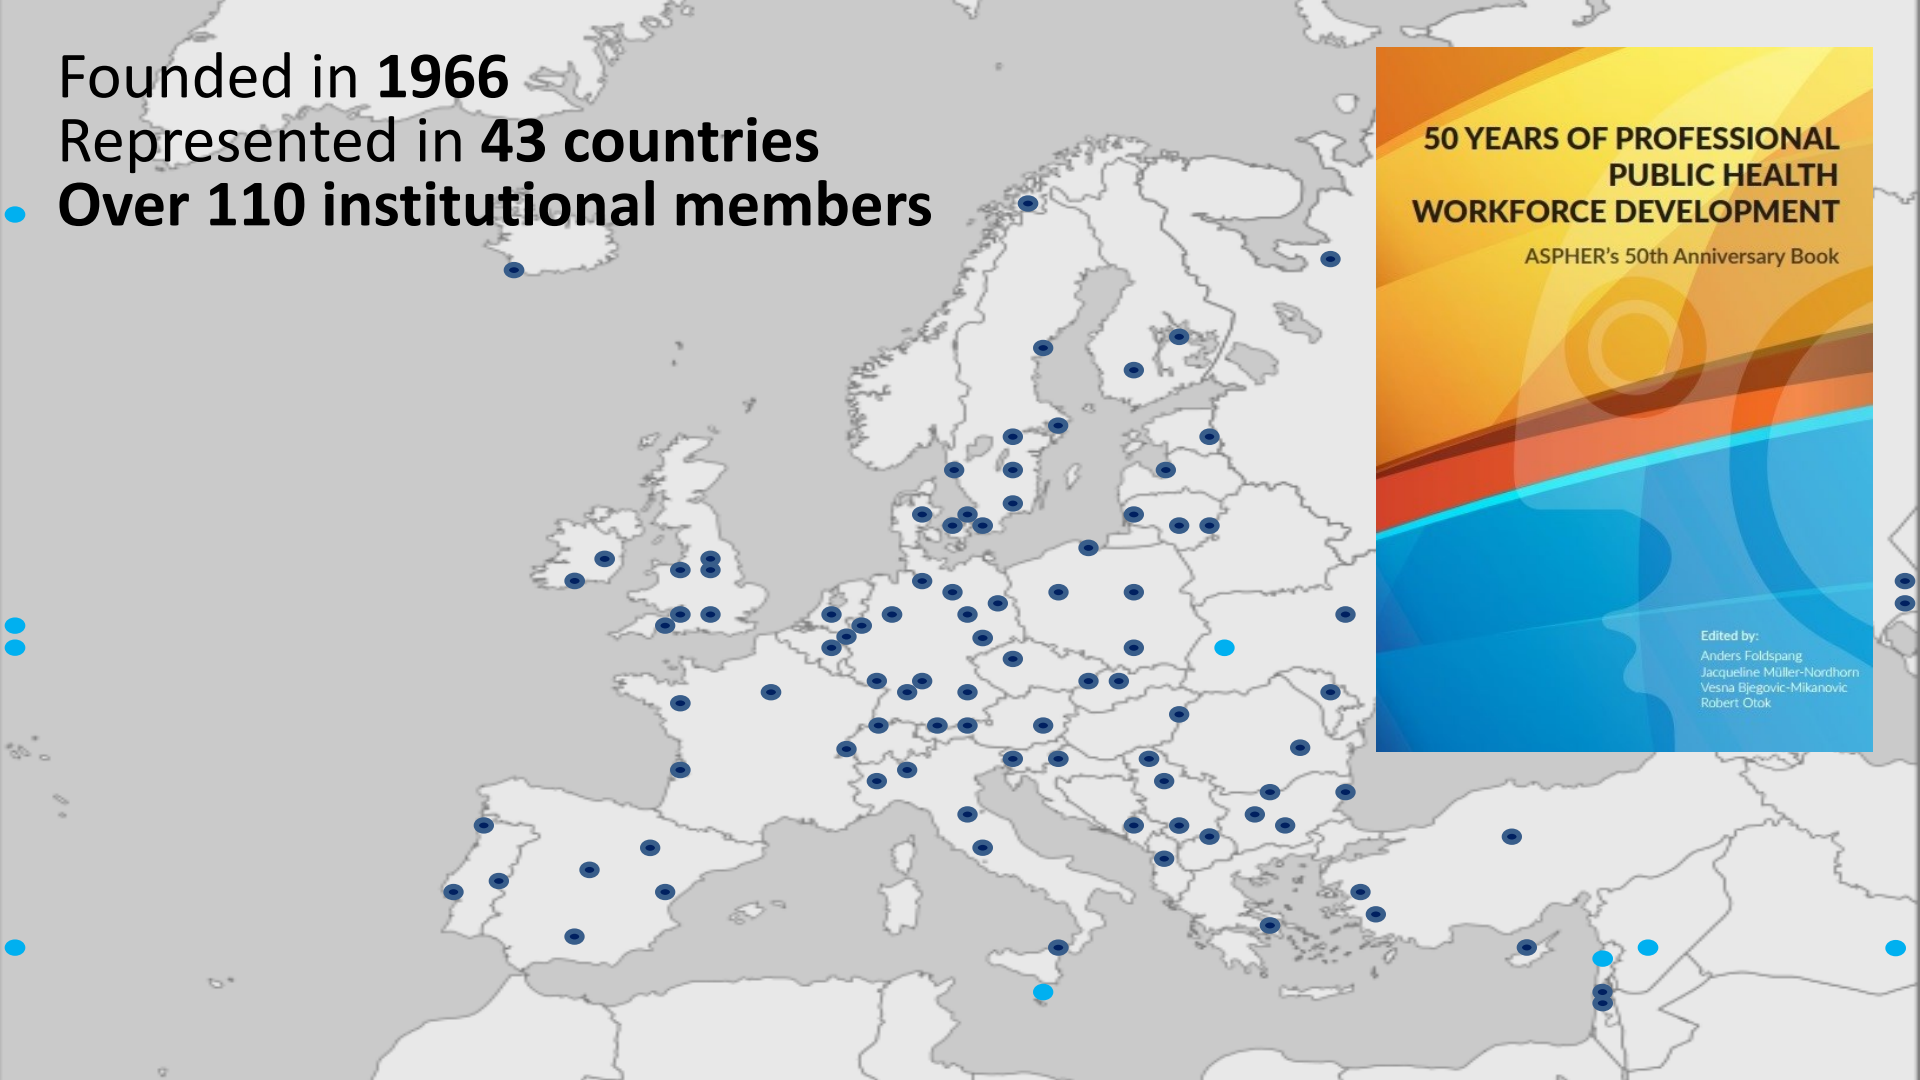 Founded in 1966
Represented in 43 countries
Over 110 institutional members
50 YEARS OF PROFESSIONAL
PUBLIC HEALTH
WORKFORCE DEVELOPMENT
ASPHER's 50th Anniversary Book
Edited by:
Anders Foldspang
Jacqueline Müller-Nordhorn
Vesna Bjegovic-Mikanovic
Robert Otok